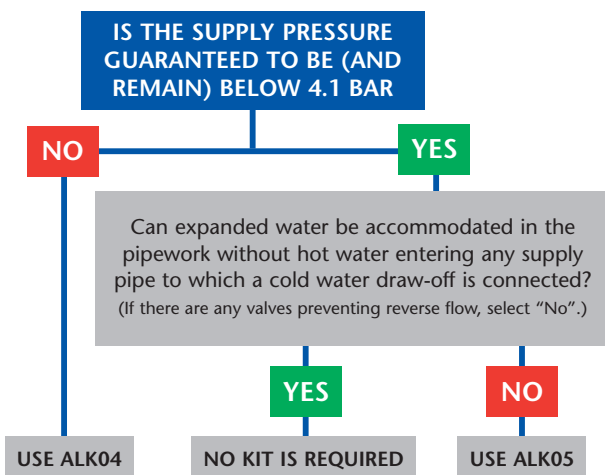 IS THE SUPPLY PRESSURE
GUARANTEED TO BE (AND
REMAIN) BELOW 4.1 BAR
NO
YES
Can expanded water be accommodated in the
pipework without hot water entering any supply
pipe to which a cold water draw-off is connected?
(If there are any valves preventing reverse flow, select “No”.)
YES
NO
USE ALK04
NO KIT IS REQUIRED
USE ALK05